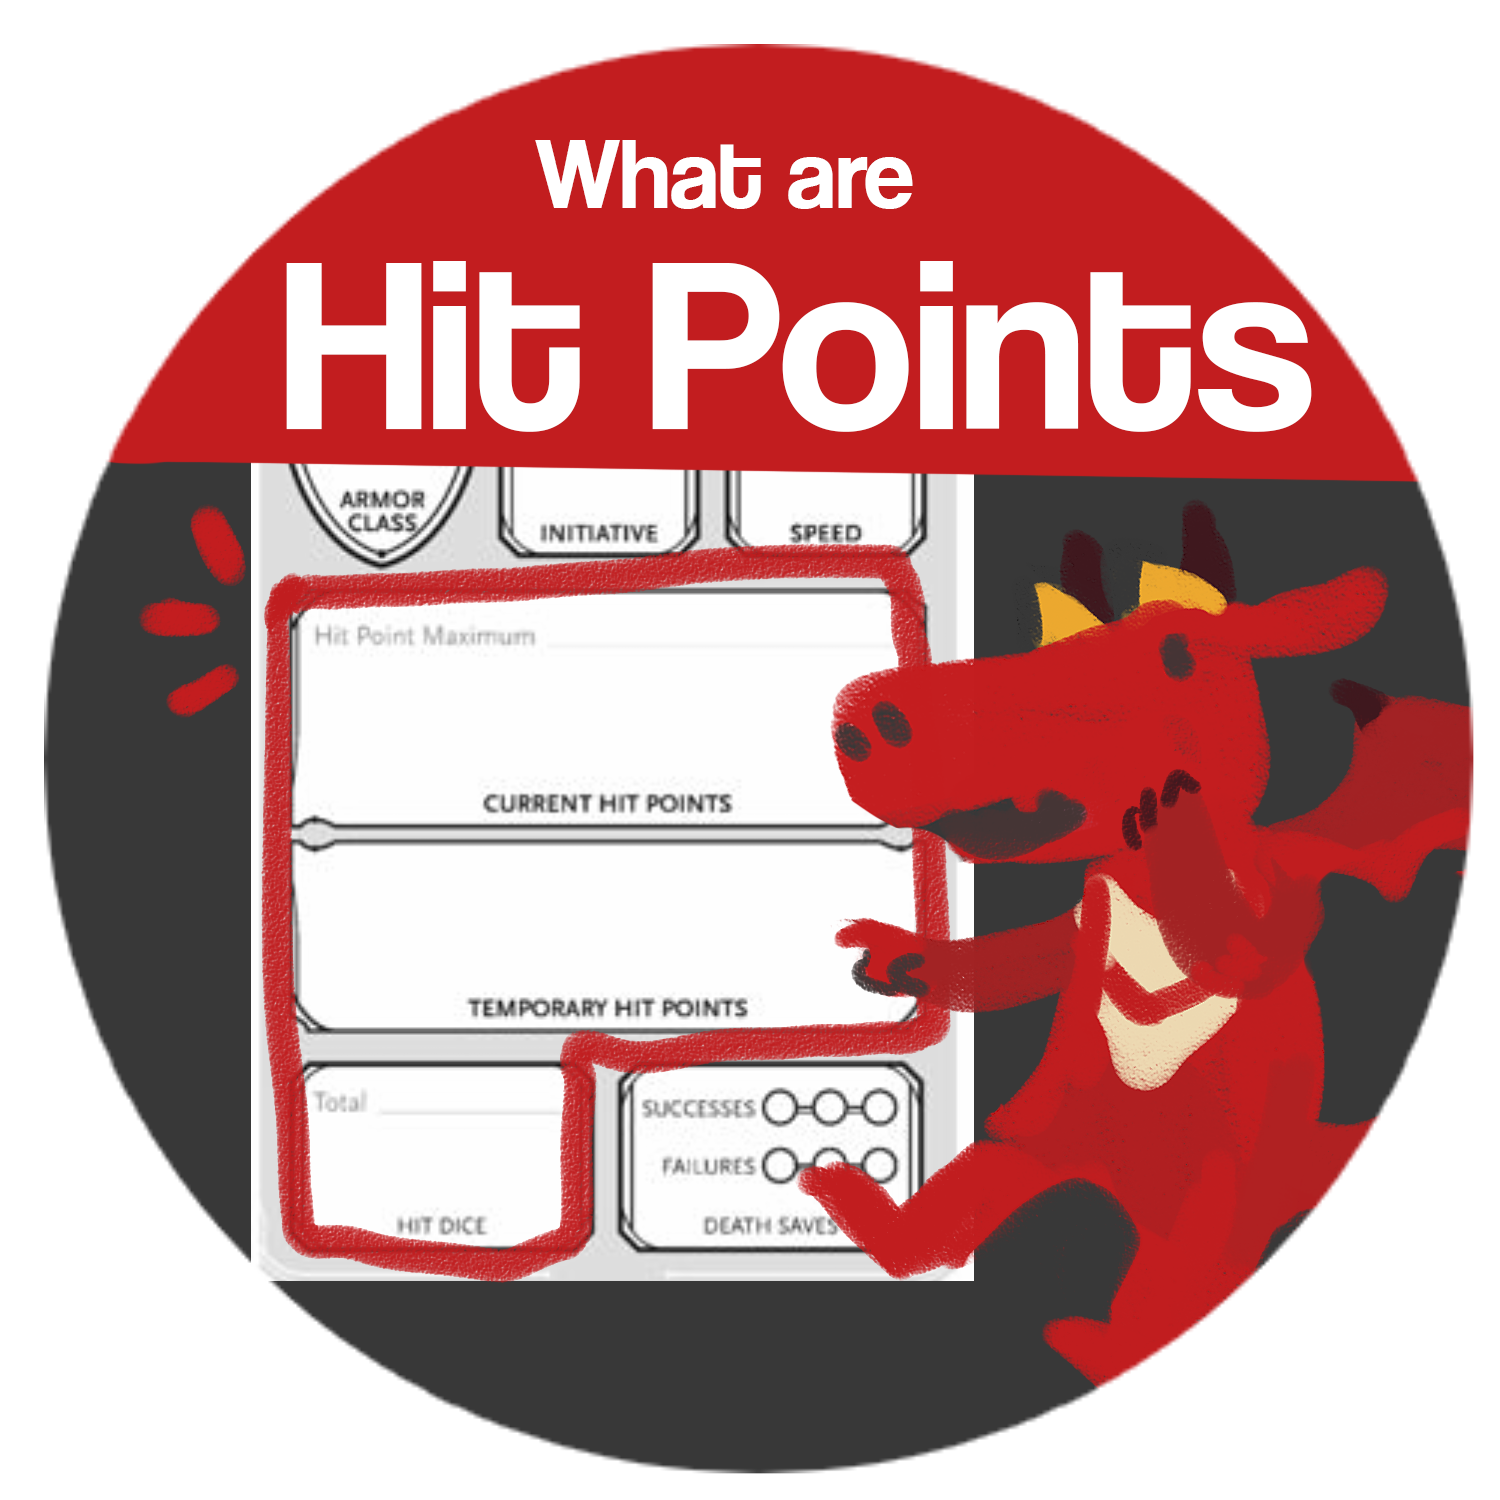 What are
Hit Points
ARMOR
CLASS
INITIATIVE
SPEED
Hit Point Maximum
CURRENT HIT POINTS
TEMPORARY HIT POINTS
Total
HIT DICE
SUCCESSES
FAILURES
DEATH SAVES